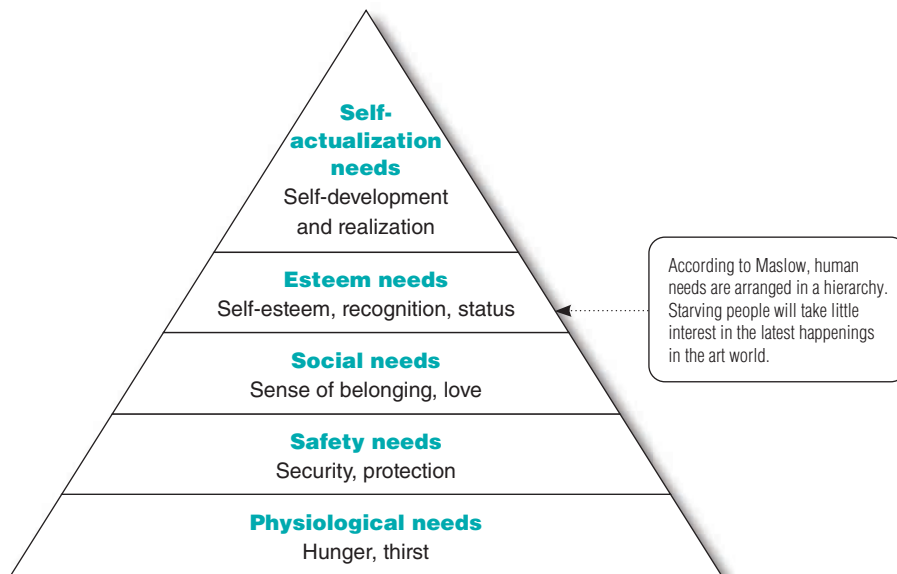 Self-
actualization
needs
Self-development
and realization
Esteem needs
Self-esteem, recognition, status
Social needs
Sense of belonging, love
Safety needs
Security, protection
Physiological needs
Hunger, thirst
According to Maslow, human
needs are arranged in a hierarchy.
Starving people will take little
interest in the latest happenings
in the art world.